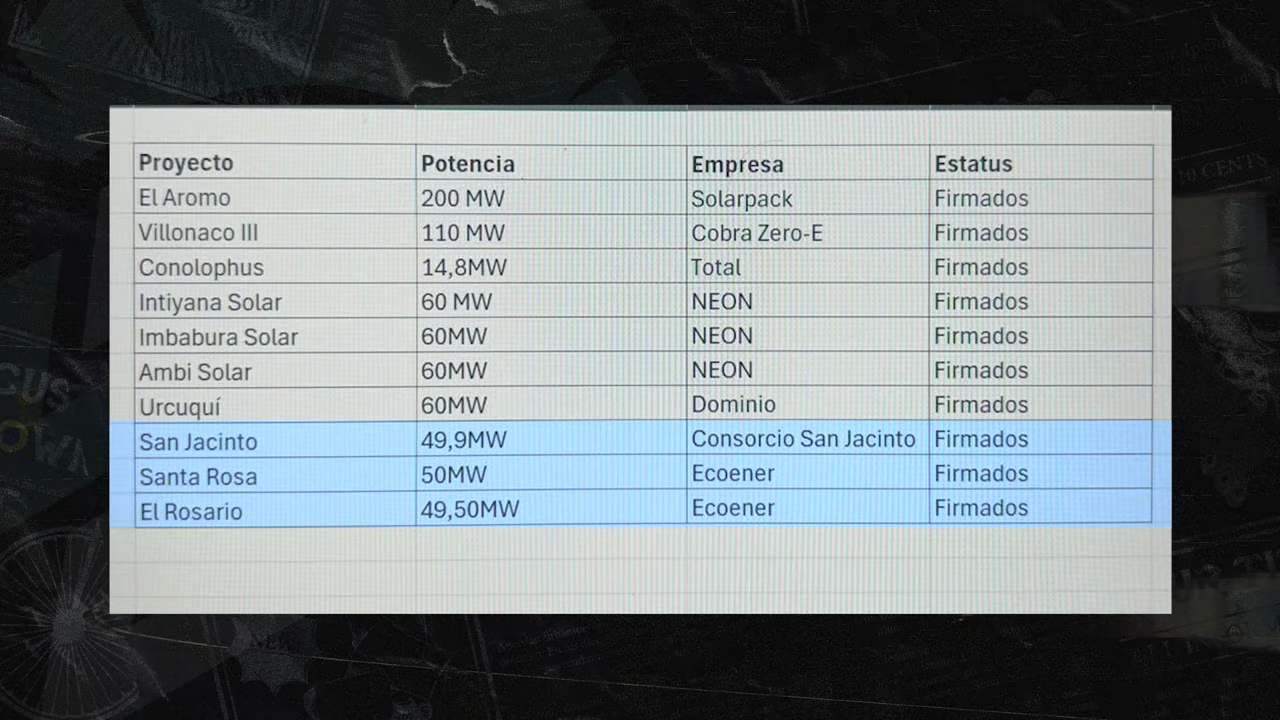 Proyecto Potencia Empresa Estatus
El Aromo 200 MW Solarpack Firmados
Villonaco III 110 MW Cobra Zero-E Firmados
Conolophus 14,8MW Total Firmados
Intiyana Solar 60 MW NEON Firmados
Imbabura Solar 60MW NEON Firmados
Ambi Solar 60MW NEON Firmados
Urcuquí 60MW Dominio Firmados
San Jacinto 49,9MW Consorcio San Jacinto Firmados
Santa Rosa 50MW Ecoener Firmados
El Rosario 49,50MW Ecoener Firmados
10 CENTS